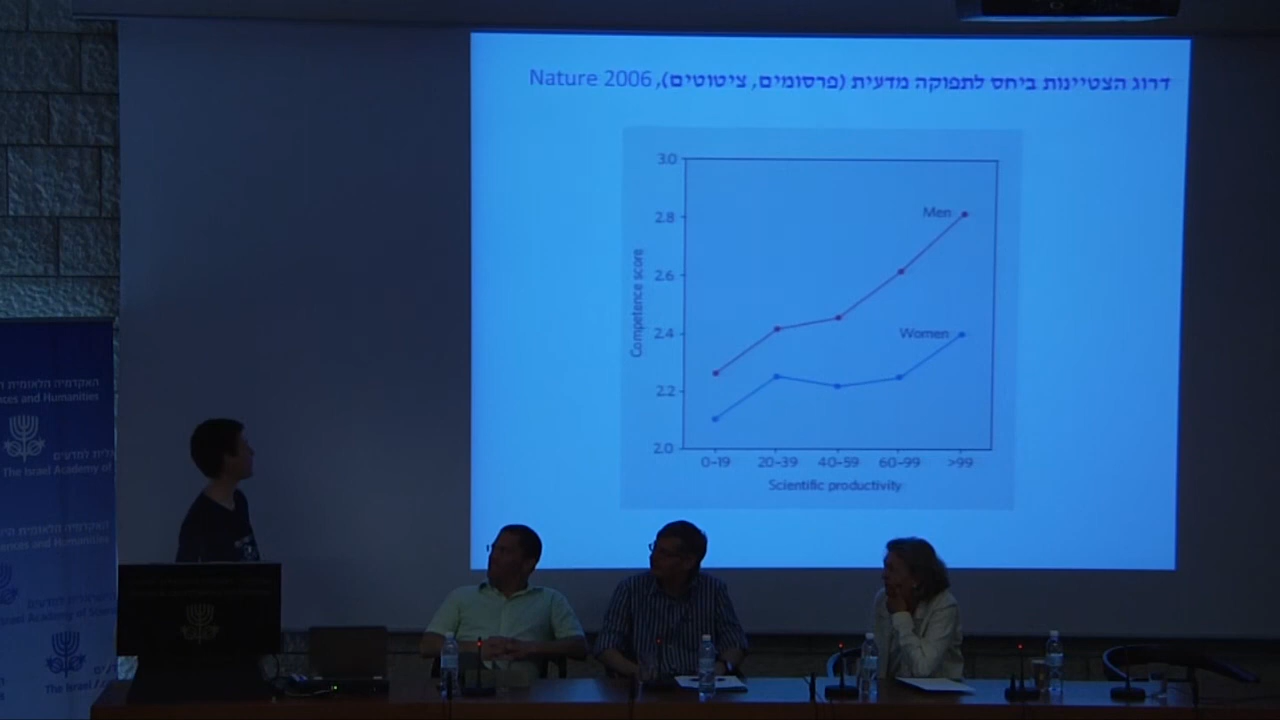 דרוג הצטיינות ביחס לתפוקה מדעית (פרסומים, ציטוטים), Nature 2006
3.0
2.8
2.6
2.4
2.2
2.0
Competence score
Men
Women
0-19 20-39 40-59 60-99 >99
Scientific productivity
האקדמיה הלאומית
Sciences and Humanities
The Israel Academy of
The Israel